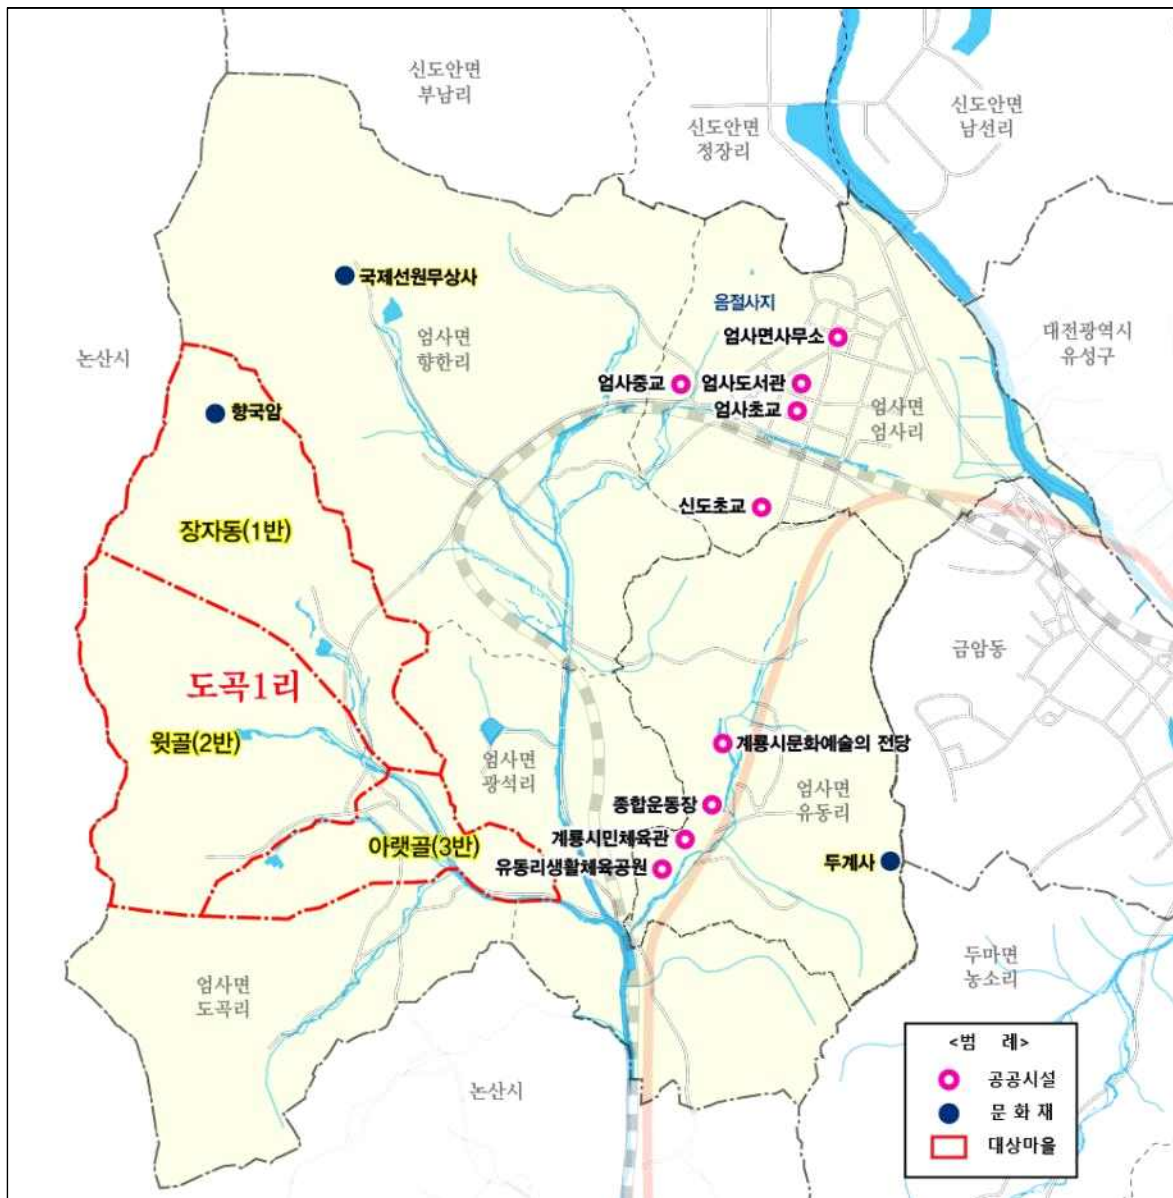 신도안면
부남리
신도안면
정장리
신도안면
남선리
국제선원무상사
음절사지
엄사면사무소
대전광역시
유성구
논산시
엄사면
향한리
엄사중교
엄사도서관
향국암
엄사초교
엄사면
엄사리
장자동(1반)
신도초교
금암동
도곡1리
윗골(2반)
계룡시문화예술의 전당
엄사면
광석리
엄사면
유동리
종합운동장
아랫골(3반)
계룡시민체육관
유동리생활체육공원
두계사
엄사면
도곡리
두마면
농소리
논산시
<범 례>
공공시설
문 화 재
대상마을